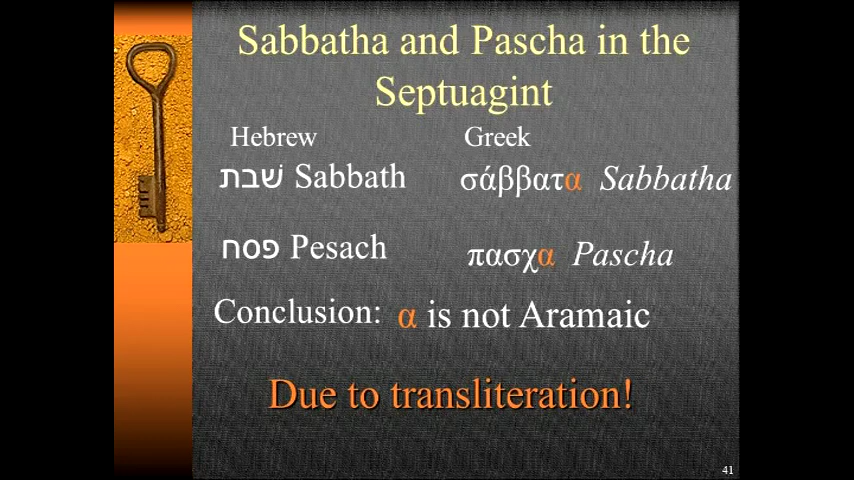 Sabbatha and Pascha in the
Septuagint
Hebrew Greek
שׁבת Sabbath σάββατα Sabbatha
פסח Pesach πασχα Pascha
Conclusion: α is not Aramaic
Due to transliteration!
41